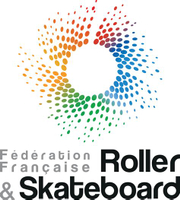 Fédération
Française Roller
& Skateboard